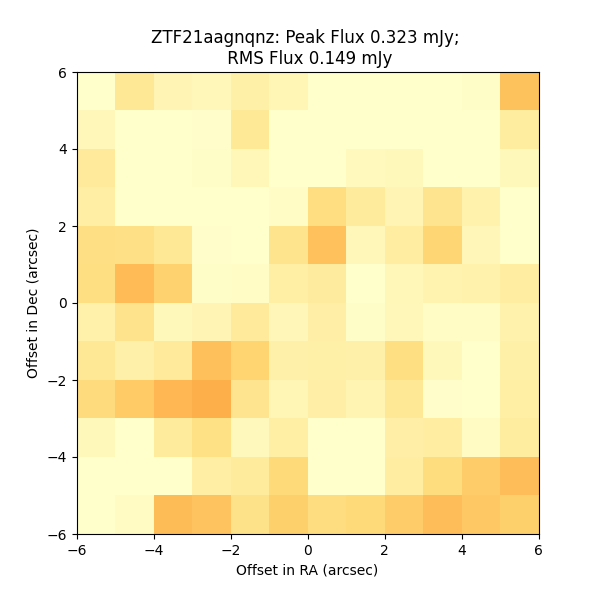 ZTF21aagnqnz: Peak Flux 0.323 mJy;
RMS Flux 0.149 mJy
6
4
2
0
−2
−4
−6
Offset in Dec (arcsec)
−6 −4 −2 0 2 4 6
Offset in RA (arcsec)